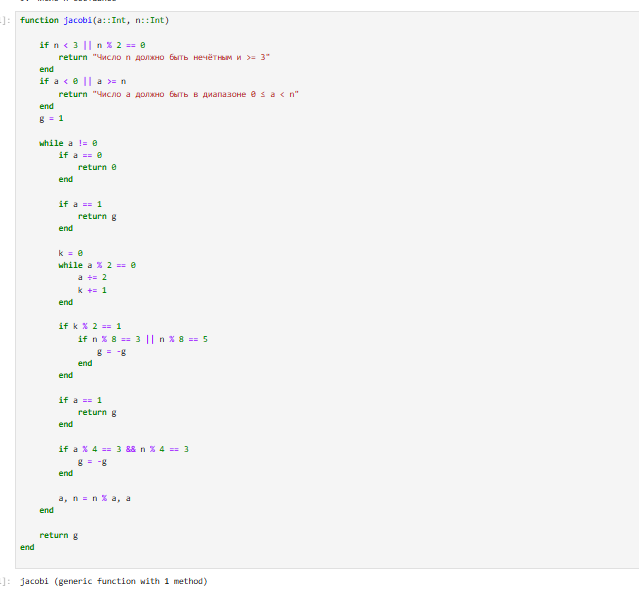 ]: function jacobi(a::Int, n::Int)
if n < 3 || n % 2 == 0
return "Число n должно быть нечётным и >= 3"
end
if a < 0 || a >= n
return "Число a должно быть в диапазоне 0 ≤ a < n"
end
g = 1
while a != 0
if a == 0
return 0
end
if a == 1
return g
end
k = 0
while a % 2 == 0
a ÷= 2
k += 1
end
if k % 2 == 1
if n % 8 == 3 || n % 8 == 5
g = -g
end
end
if a == 1
return g
end
if a % 4 == 3 && n % 4 == 3
g = -g
end
a, n = n % a, a
end
return g
end
]: jacobi (generic function with 1 method)